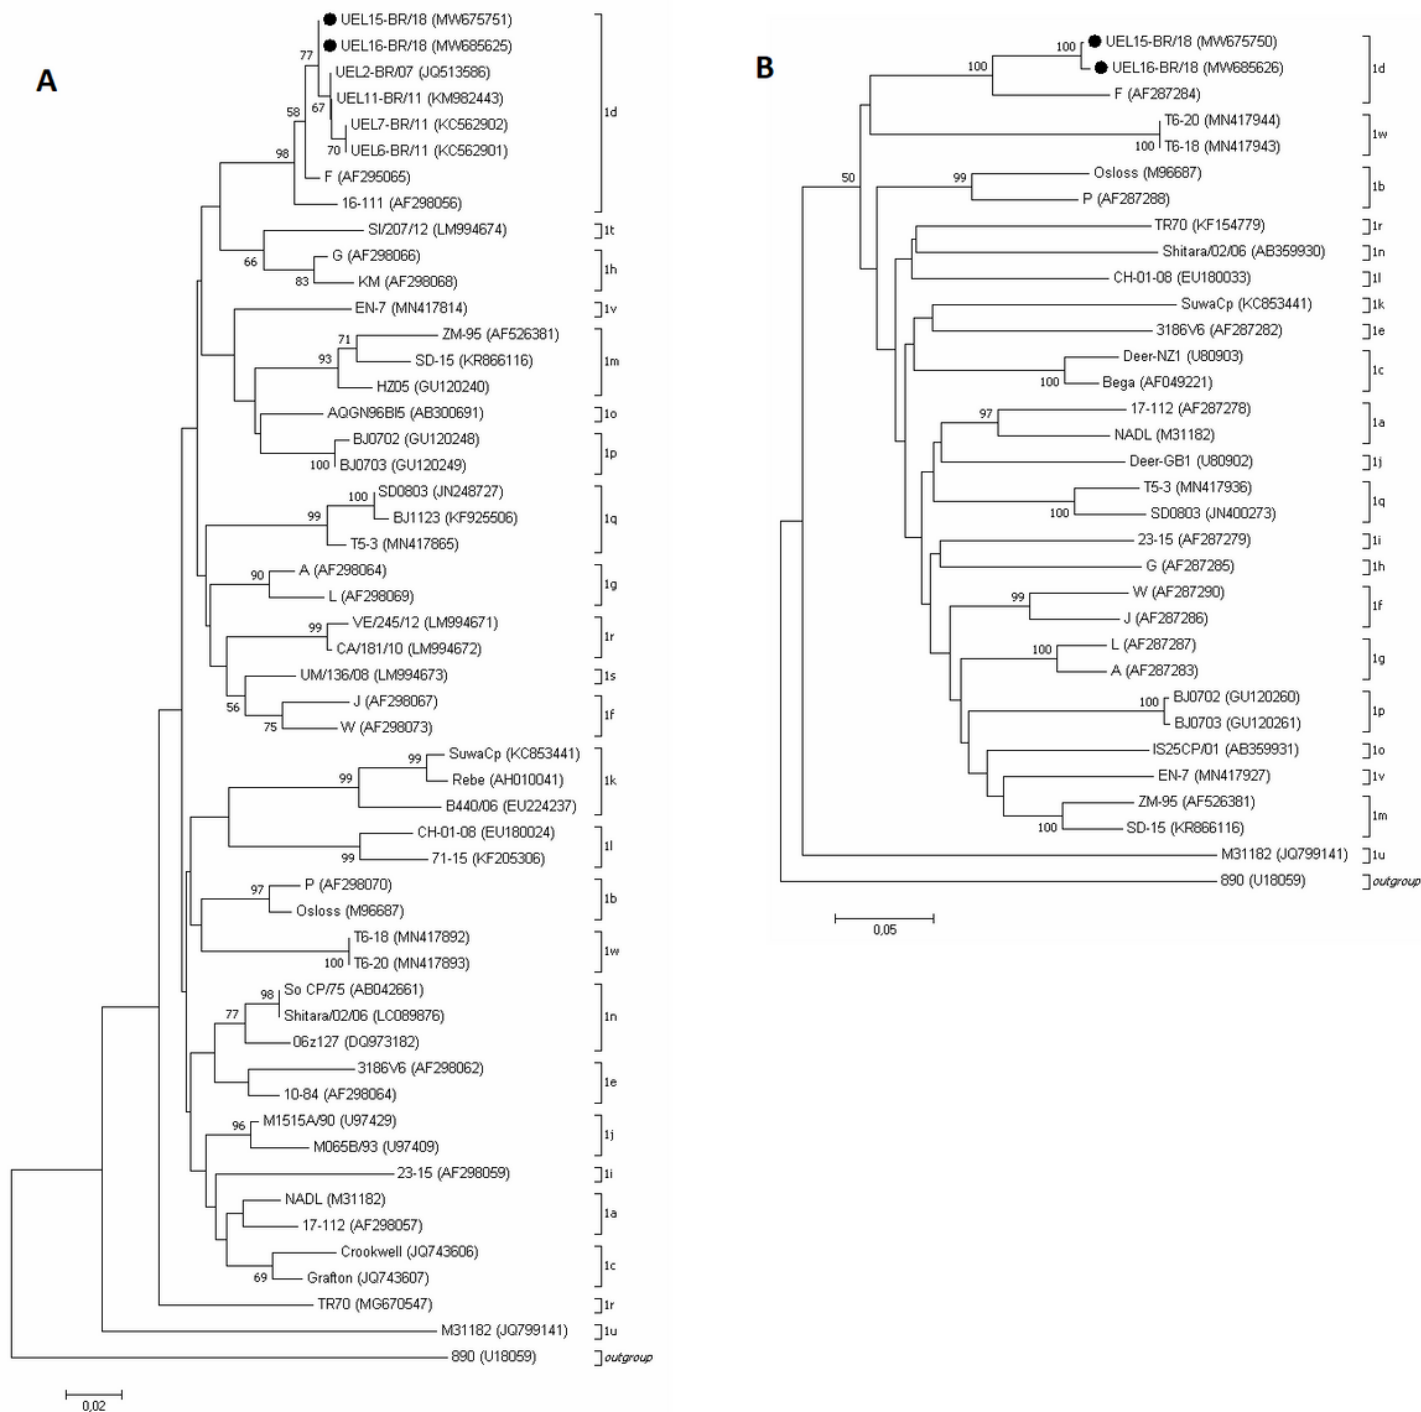 A
UEL15-BR/18 (MW675751)
UEL16-BR/18 (MW685625)
77
UEL2-BR/07 (JQ513586)
UEL11-BR/11 (KM982443)
67
58
1d
UEL7-BR/11 (KC562902)
70
UEL6-BR/11 (KC562901)
98
F (AF295065)
16-111 (AF298056)
SI/207/12 (LM994674)
1t
66
G (AF298066)
1h
83
KM (AF298068)
EN-7 (MN417814)
1v
71
ZM-95 (AF526381)
93
SD-15 (KR866116)
1m
HZ05 (GU120240)
AQGN96BI5 (AB300691)
1o
BJ0702 (GU120248)
1p
100
BJ0703 (GU120249)
100
SD0803 (JN248727)
99
BJ1123 (KF925506)
1q
T5-3 (MN417865)
90
A (AF298064)
1g
L (AF298069)
99
VE/245/12 (LM994671)
1r
CA/181/10 (LM994672)
UM/136/08 (LM994673)
1s
56
J (AF298067)
1f
75
W (AF298073)
99
SuwaCp (KC853441)
99
Rebe (AH010041)
1k
B440/06 (EU224237)
CH-01-08 (EU180024)
1l
99
71-15 (KF205306)
97
P (AF298070)
1b
Osloss (M96687)
T6-18 (MN417892)
1w
100
T6-20 (MN417893)
98
So CP/75 (AB042661)
77
Shitara/02/06 (LC089876)
1n
06z127 (DQ973182)
3186V6 (AF298062)
1e
10-84 (AF298064)
96
M1515A/90 (U97429)
1j
M065B/93 (U97409)
23-15 (AF298059)
1i
NADL (M31182)
1a
17-112 (AF298057)
Crookwell (JQ743606)
1c
69
Grafton (JQ743607)
TR70 (MG670547)
1r
M31182 (JQ799141)
1u
890 (U18059)
outgroup
0,02
B
100
UEL15-BR/18 (MW675750)
100
UEL16-BR/18 (MW685626)
1d
F (AF287284)
T6-20 (MN417944)
1w
100
T6-18 (MN417943)
50
99
Osloss (M96687)
1b
P (AF287288)
TR70 (KF154779)
1r
Shitara/02/06 (AB359930)
1n
CH-01-08 (EU180033)
1l
SuwaCp (KC853441)
1k
3186V6 (AF287282)
1e
Deer-NZ1 (U80903)
1c
100
Bega (AF049221)
97
17-112 (AF287278)
1a
NADL (M31182)
Deer-GB1 (U80902)
1j
T5-3 (MN417936)
1q
100
SD0803 (JN400273)
23-15 (AF287279)
1i
G (AF287285)
1h
99
W (AF287290)
1f
J (AF287286)
100
L (AF287287)
1g
A (AF287283)
100
BJ0702 (GU120260)
1p
BJ0703 (GU120261)
IS25CP/01 (AB359931)
1o
EN-7 (MN417927)
1v
ZM-95 (AF526381)
1m
100
SD-15 (KR866116)
M31182 (JQ799141)
1u
890 (U18059)
outgroup
0,05